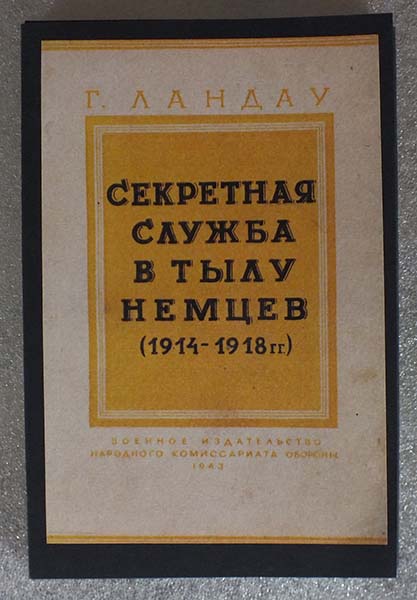 Г. ЛАНДАУ
СЕКРЕТНАЯ
СЛУЖБА
В ТЫЛУ
НЕМЦЕВ
(1914-1918 гг.)
ВОЕННОЕ ИЗДАТЕЛЬСТВО
НАРОДНОГО КОМИССАРИАТА ОБОРОНЫ
1943